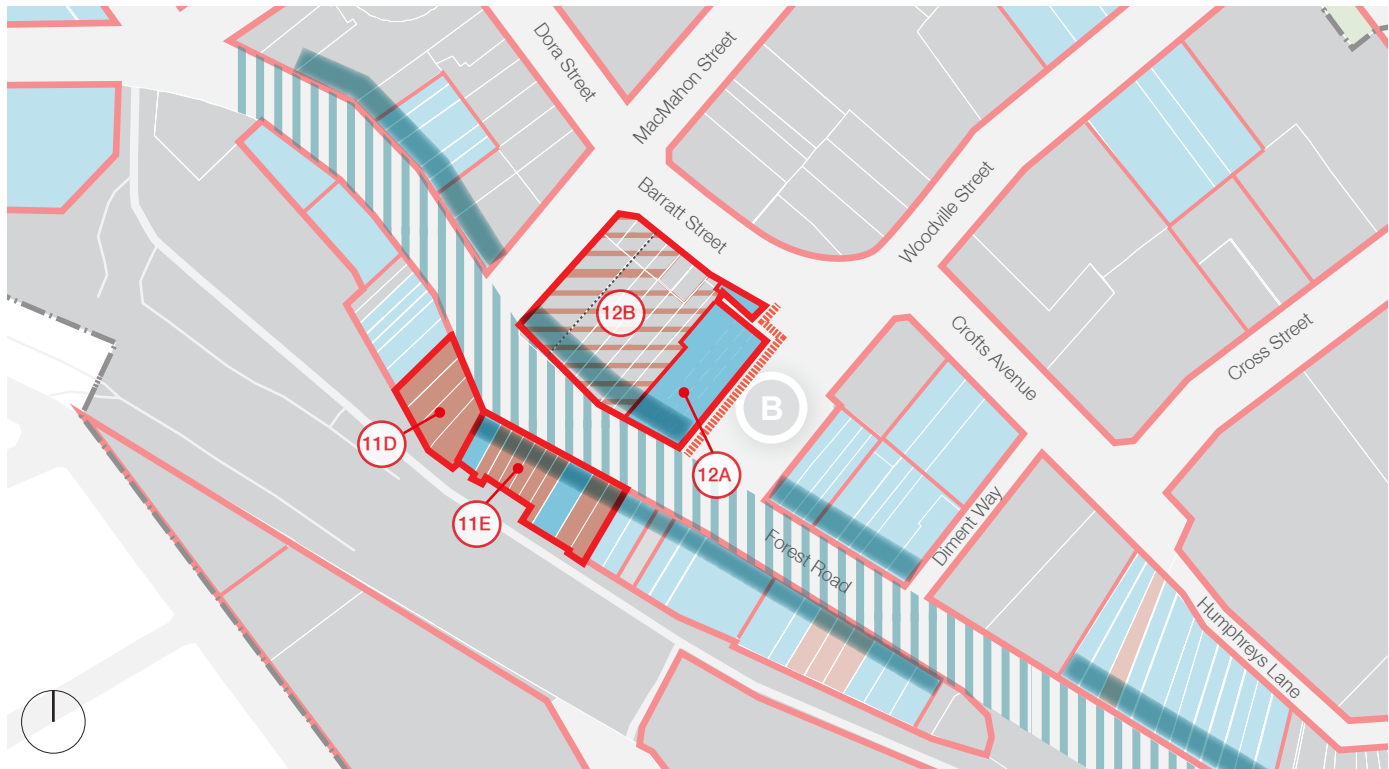 Dora Street
MacMahon Street
Barratt Street
Woodville Street
12B
Crofts Avenue
Cross Street
B
11D
12A
11E
Diment Way
Forest Road
Humphreys Lane